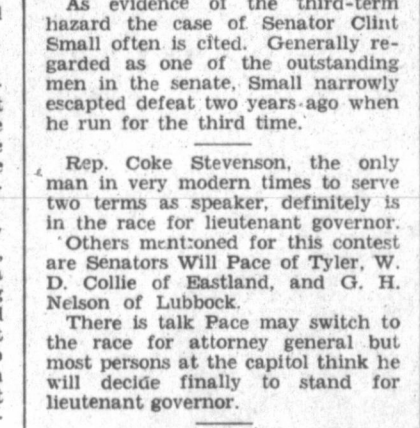 As evidence of the third-term
hazard the case of Senator Clint
Small often is cited. Generally re-
garded as one of the outstanding
men in the senate, Small narrowly
escapted defeat two years ago when
he run for the third time.
Rep. Coke Stevenson, the only
man in very modern times to serve
two terms as speaker, definitely is
in the race for lieutenant governor.
Others mentioned for this contest
are Senators Will Pace of Tyler, W.
D. Collie of Eastland, and G. H.
Nelson of Lubbock.
There is talk Pace may switch to
the race for attorney general but
most persons at the capitol think he
will decide finally to stand for
lieutenant governor.